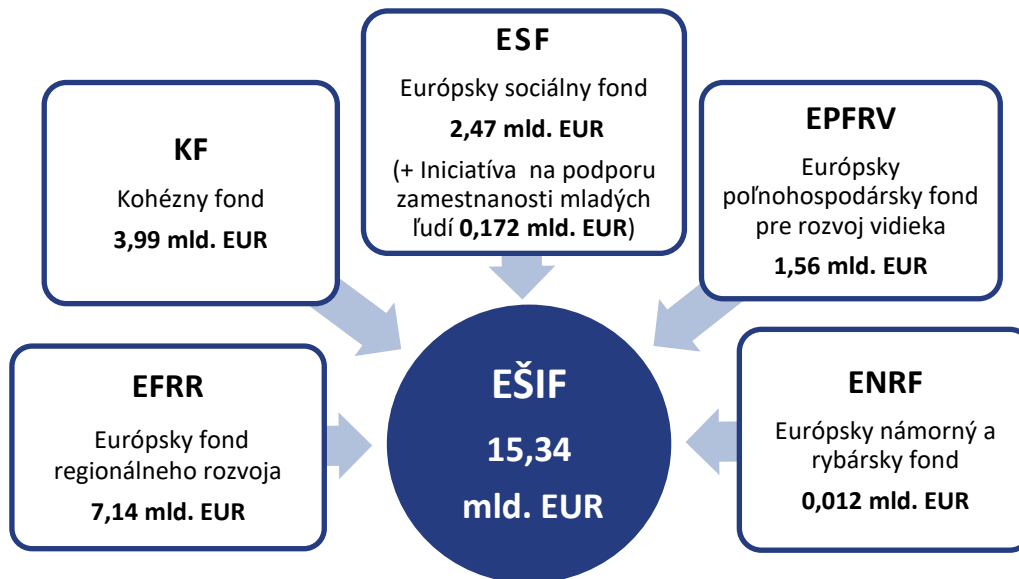 ESF
Európsky sociálny fond
2,47 mld. EUR
(+ Iniciatíva na podporu
zamestnanosti mladých
ľudí 0,172 mld. EUR)
KF
Kohézny fond
3,99 mld. EUR
EPFRV
Európsky
poľnohospodársky fond
pre rozvoj vidieka
1,56 mld. EUR
EFRR
Európsky fond
regionálneho rozvoja
7,14 mld. EUR
EŠIF
15,34
mld. EUR
ENRF
Európsky námorný a
rybársky fond
0,012 mld. EUR